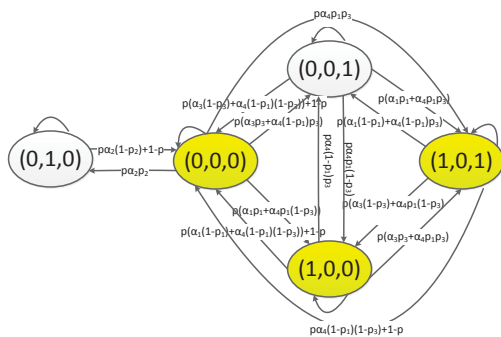 pα₄p₁p₃
(0,0,1)
p(α₃(1-p₃)+α₄(1-p₁)(1-p₃))+1-p
p(α₁p₁+α₄p₁p₃)
p(α₃p₃+α₄(1-p₁)p₃)
p(α₁(1-p₁)+α₄(1-p₁)p₃)
(0,1,0)
pα₂(1-p₂)+1-p
pα₂p₂
(0,0,0)
(1,0,1)
pα₄(1-p₁)p₃
pα₄p₁(1-p₃)
p(α₁p₁+α₄p₁(1-p₃))
p(α₃(1-p₃)+α₄p₁(1-p₃)
p(α₁(1-p₁)+α₄(1-p₁)(1-p₃))+1-p
p(α₃p₃+α₄p₁p₃)
(1,0,0)
pα₄(1-p₁)(1-p₃)+1-p